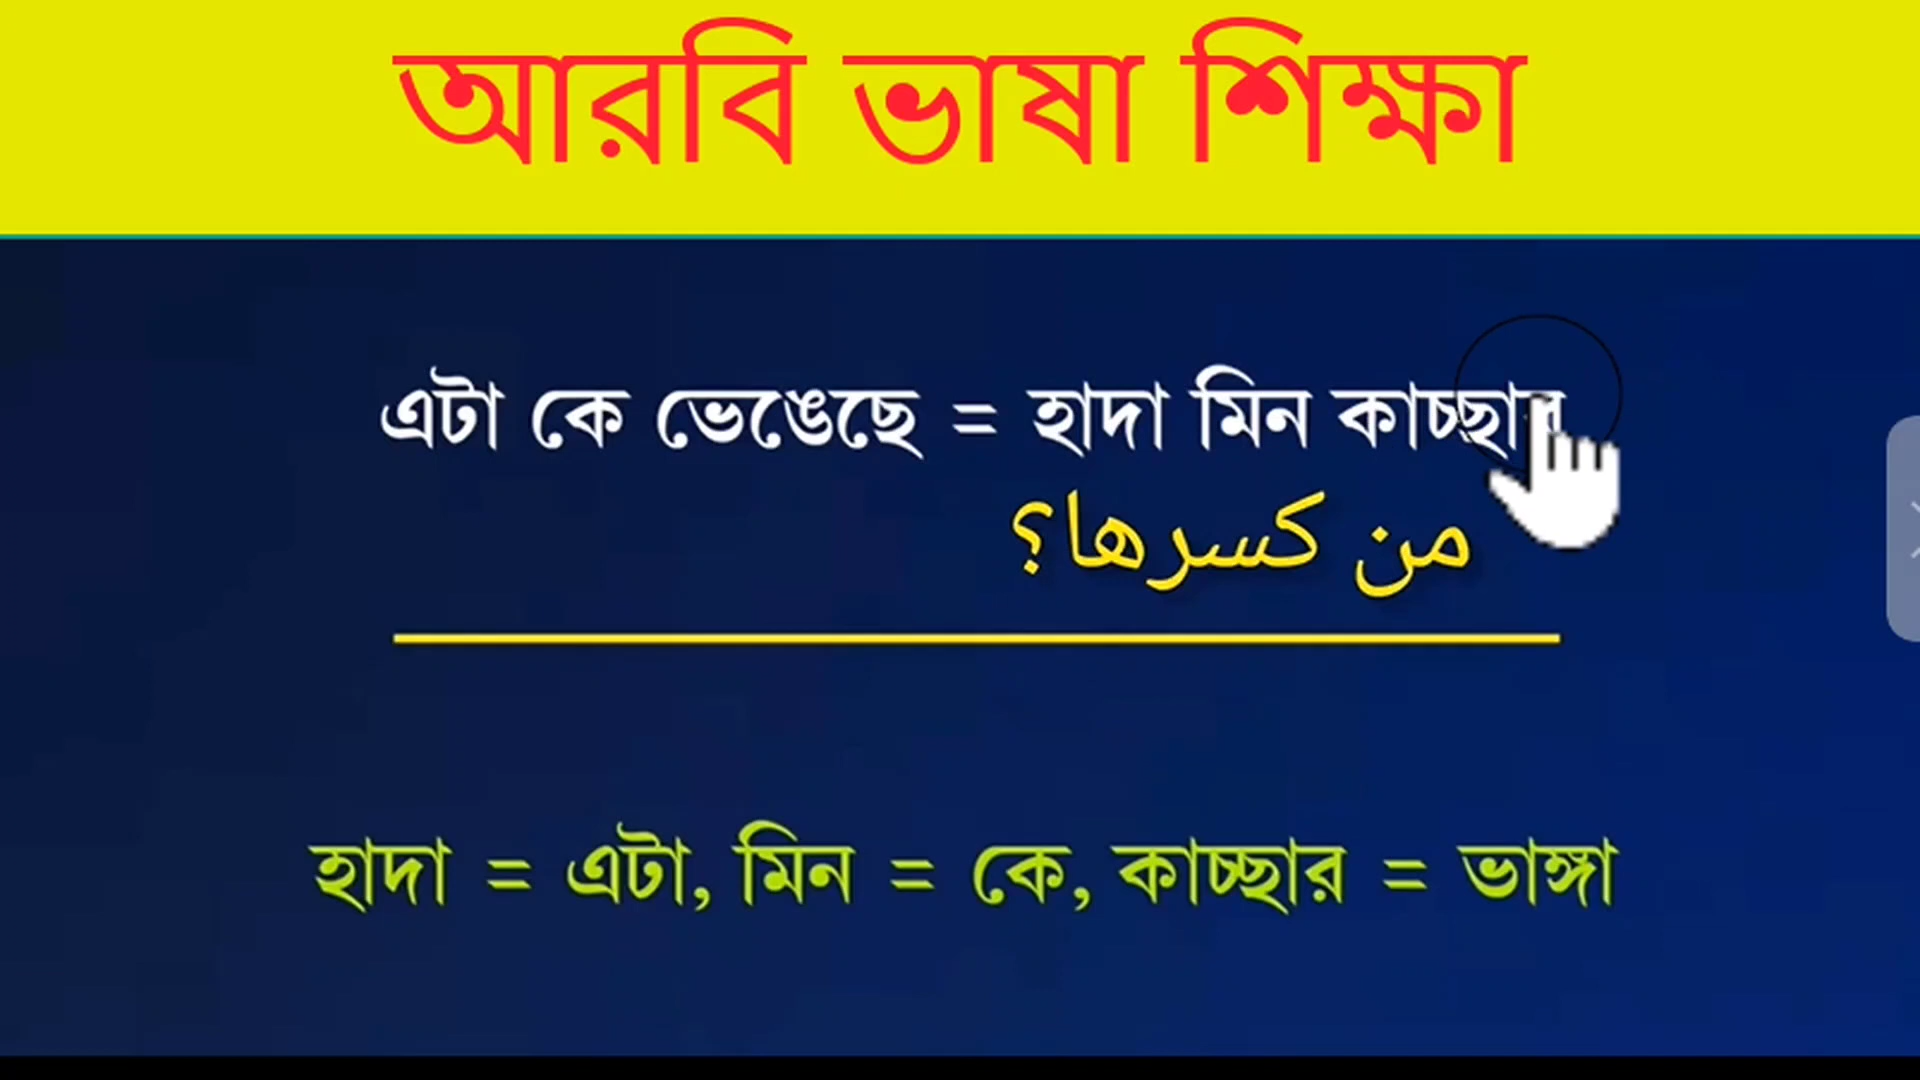 আরবি ভাষা শিক্ষা
এটা কে ভেঙেছে = হাদা মিন কাচ্ছার
من كسرها؟
হাদা = এটা, মিন = কে, কাচ্ছার = ভাঙ্গা